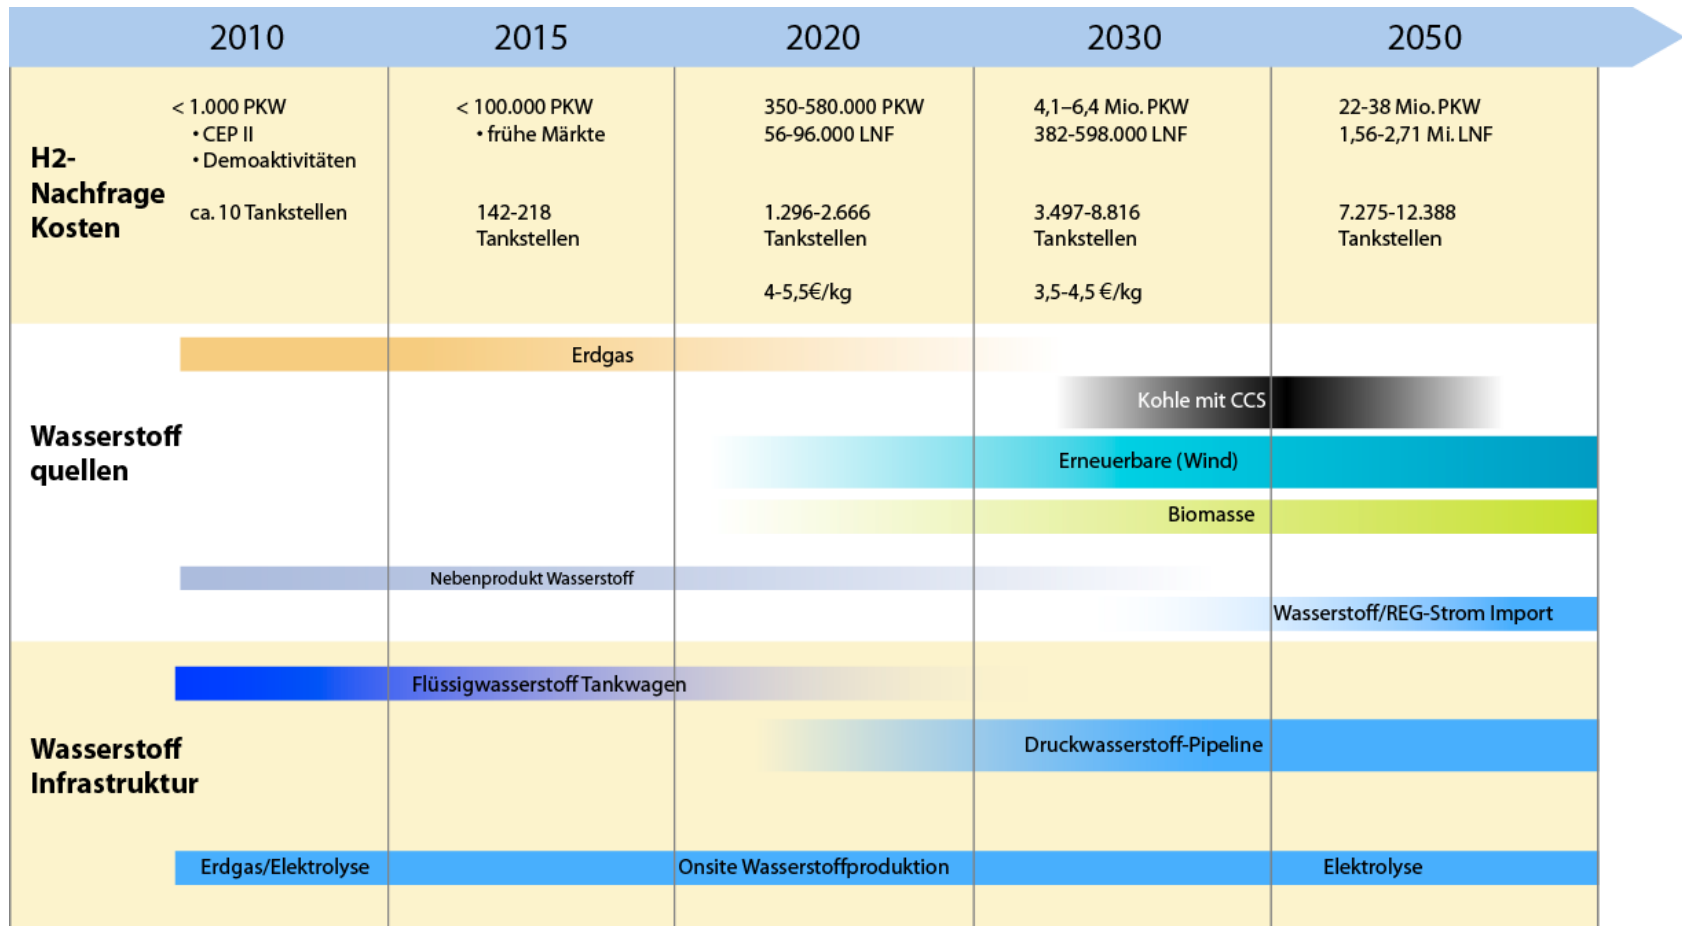 2010
2015
2020
2030
2050
H2-
Nachfrage
Kosten
< 1.000 PKW
• CEP II
• Demoaktivitäten
ca. 10 Tankstellen
< 100.000 PKW
• frühe Märkte
142-218
Tankstellen
350-580.000 PKW
56-96.000 LNF
1.296-2.666
Tankstellen
4-5,5€/kg
4,1–6,4 Mio. PKW
382-598.000 LNF
3.497-8.816
Tankstellen
3,5-4,5 €/kg
22-38 Mio. PKW
1,56-2,71 Mi. LNF
7.275-12.388
Tankstellen
Wasserstoff
quellen
Erdgas
Kohle mit CCS
Erneuerbare (Wind)
Biomasse
Nebenprodukt Wasserstoff
Wasserstoff/REG-Strom Import
Wasserstoff
Infrastruktur
Flüssigwasserstoff Tankwagen
Druckwasserstoff-Pipeline
Erdgas/Elektrolyse
Onsite Wasserstoffproduktion
Elektrolyse